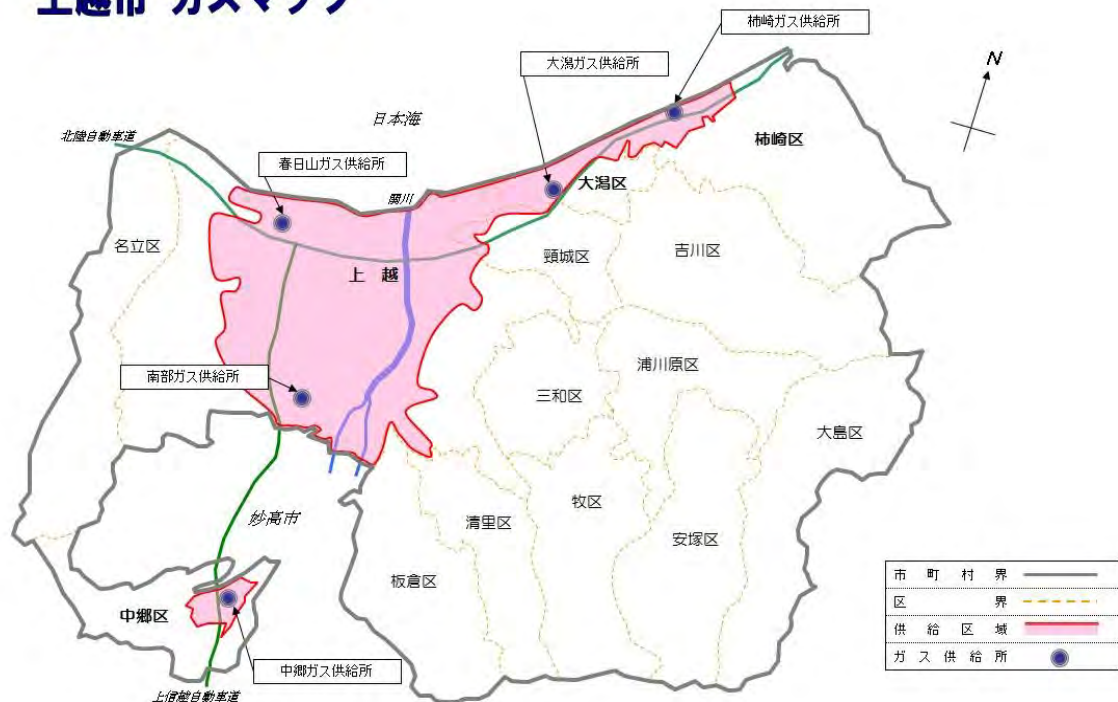 上越市 ガスマップ
柿崎ガス供給所
大潟ガス供給所
N
日本海
北陸自動車道
柿崎区
春日山ガス供給所
関川
大潟区
名立区
頸城区
吉川区
上越
浦川原区
南部ガス供給所
三和区
大島区
妙高市
清里区
牧区
安塚区
板倉区
中郷区
中郷ガス供給所
上信越自動車道
市町村界
区界
供給区域
ガス供給所